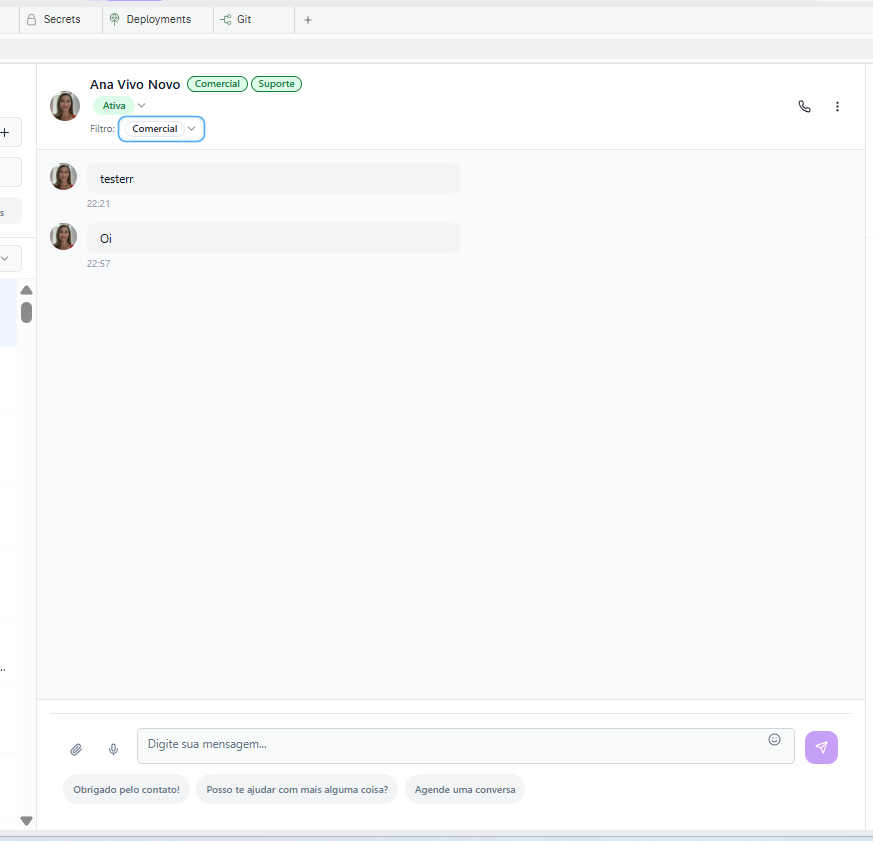 Secrets
Deployments
Git
+
Ana Vivo Novo Comercial Suporte
Ativa
Filtro: Comercial
testerr
22:21
Oi
22:57
Digite sua mensagem...
Obrigado pelo contato! Posso te ajudar com mais alguma coisa? Agende uma conversa
+
s
..